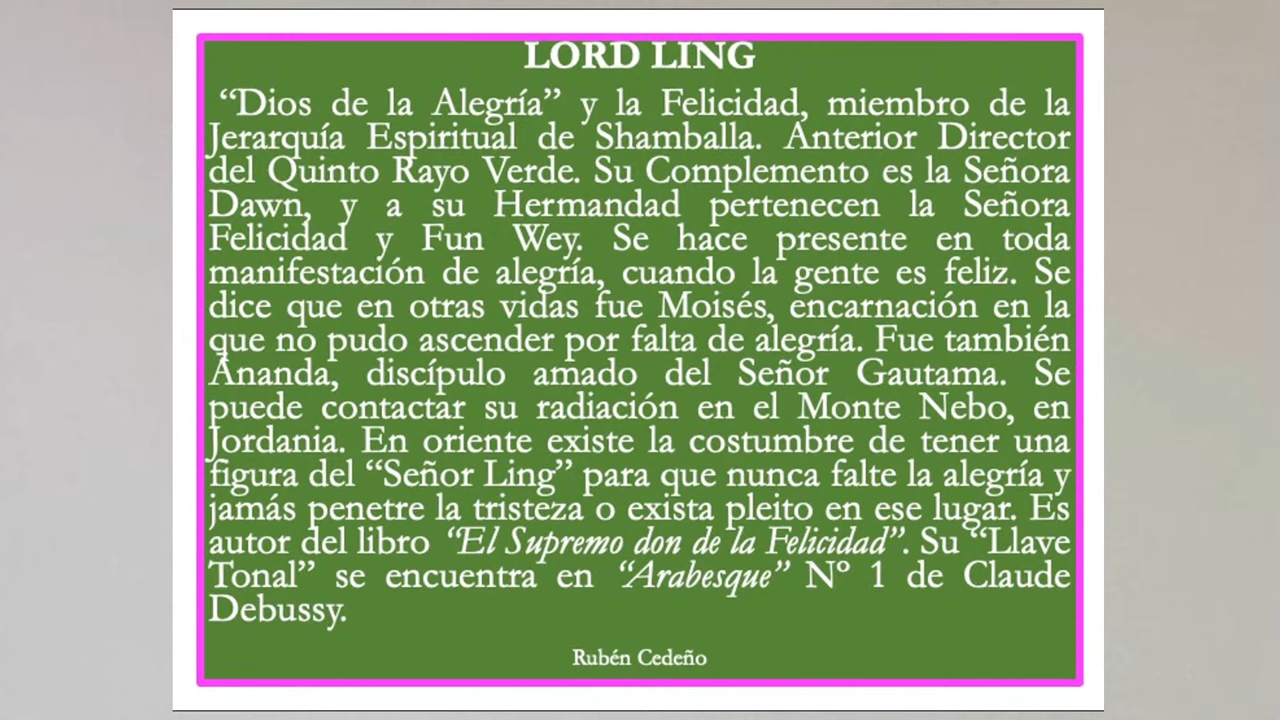 LORD LING
“Dios de la Alegría” y la Felicidad, miembro de la
Jerarquía Espiritual de Shamballa. Anterior Director
del Quinto Rayo Verde. Su Complemento es la Señora
Dawn, y a su Hermandad pertenecen la Señora
Felicidad y Fun Wey. Se hace presente en toda
manifestación de alegría, cuando la gente es feliz. Se
dice que en otras vidas fue Moisés, encarnación en la
que no pudo ascender por falta de alegría. Fue también
Ananda, discípulo amado del Señor Gautama. Se
puede contactar su radiación en el Monte Nebo, en
Jordania. En oriente existe la costumbre de tener una
figura del “Señor Ling” para que nunca falte la alegría y
jamás penetre la tristeza o exista pleito en ese lugar. Es
autor del libro “El Supremo don de la Felicidad”. Su “Llave
Tonal” se encuentra en “Arabesque” Nº 1 de Claude
Debussy.
Rubén Cedeño